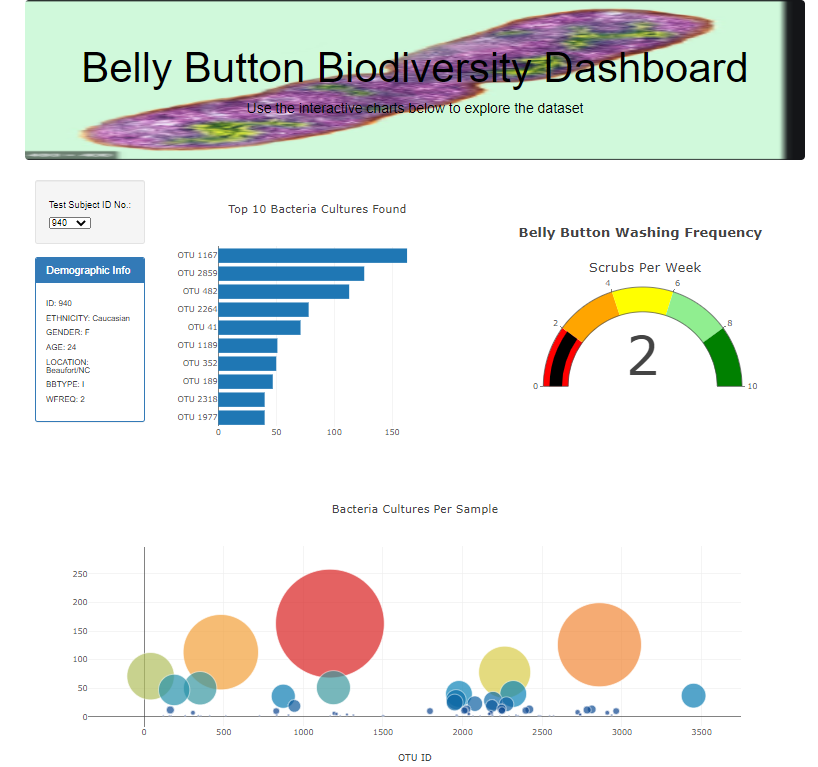 Belly Button Biodiversity Dashboard
Use the interactive charts below to explore the dataset
Test Subject ID No.:
940
Demographic Info
ID: 940
ETHNICITY: Caucasian
GENDER: F
AGE: 24
LOCATION:
Beaufort/NC
BBTYPE: I
WFREQ: 2
Top 10 Bacteria Cultures Found
OTU 1167
OTU 2859
OTU 482
OTU 2264
OTU 41
OTU 1189
OTU 352
OTU 189
OTU 2318
OTU 1977
0 50 100 150
Belly Button Washing Frequency
Scrubs Per Week
4 6
2 8
2
0 10
Bacteria Cultures Per Sample
250
200
150
100
50
0
0 500 1000 1500 2000 2500 3000 3500
OTU ID